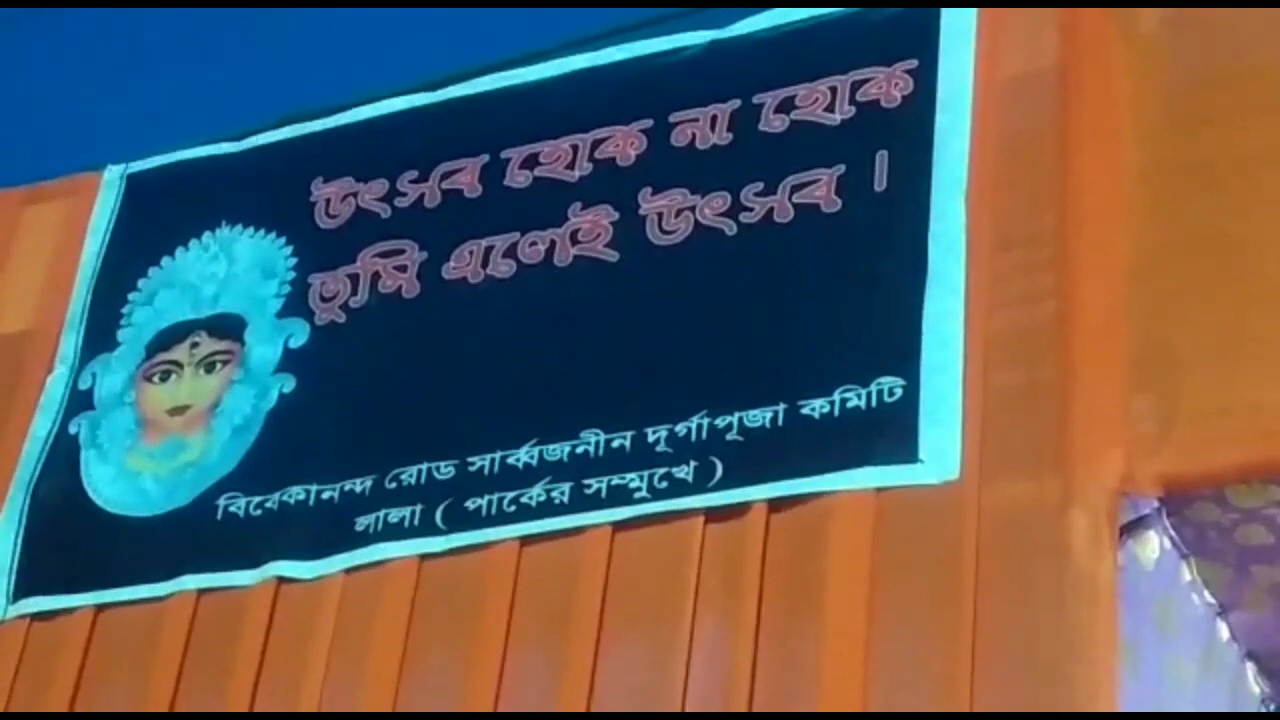 উৎসব হোক না হোক
তুমি এলেই উৎসব ।
বিবেকানন্দ রোড সার্ব্বজনীন দূর্গাপূজা কমিটি
লালা ( পার্কের সম্মুখে )